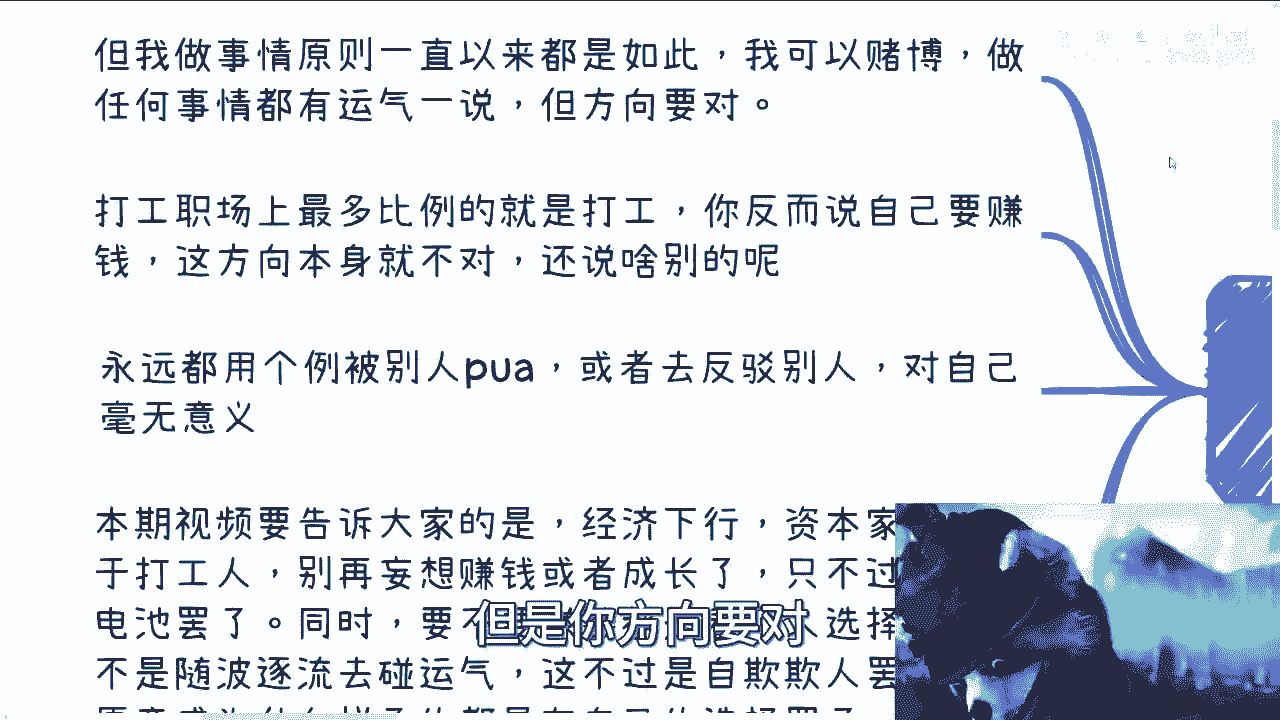 但我做事情原则一直以来都是如此，我可以赌博，做
任何事情都有运气一说，但方向要对。
打工职场上最多比例的就是打工，你反而说自己要赚
钱，这方向本身就不对，还说啥别的呢
永远都用个例被别人pua，或者去反驳别人，对自己
毫无意义
本期视频要告诉大家的是，经济下行，资本家
于打工人，别再妄想赚钱或者成长了，只不过
电池罢了。同时，要不 人选择
不是随波逐流去碰运气，这不过是自欺欺人罢
但是你方向要对